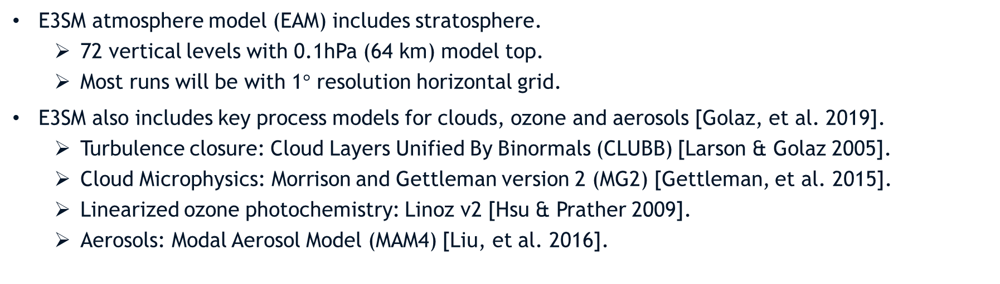 • E3SM atmosphere model (EAM) includes stratosphere.
➢ 72 vertical levels with 0.1hPa (64 km) model top.
➢ Most runs will be with 1° resolution horizontal grid.
• E3SM also includes key process models for clouds, ozone and aerosols [Golaz, et al. 2019].
➢ Turbulence closure: Cloud Layers Unified By Binormals (CLUBB) [Larson & Golaz 2005].
➢ Cloud Microphysics: Morrison and Gettleman version 2 (MG2) [Gettleman, et al. 2015].
➢ Linearized ozone photochemistry: Linoz v2 [Hsu & Prather 2009].
➢ Aerosols: Modal Aerosol Model (MAM4) [Liu, et al. 2016].